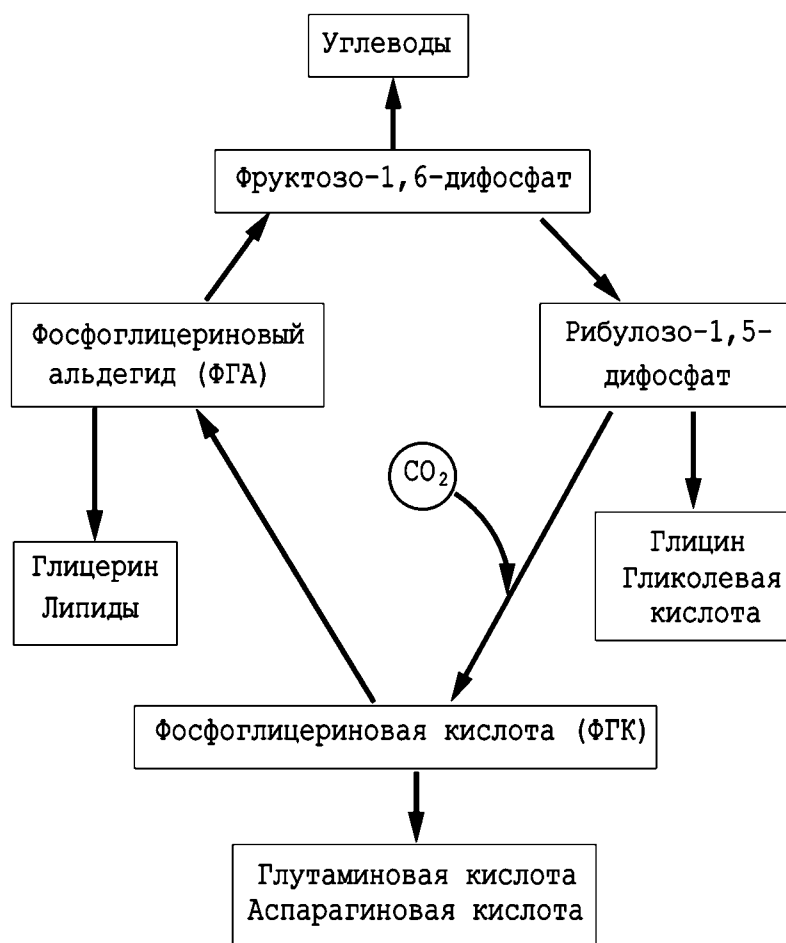 Углеводы
Фруктозо-1,6-дифосфат
Фосфоглицериновый
альдегид (ФГА)
Рибулозо-1,5-
дифосфат
CO₂
Глицерин
Липиды
Глицин
Гликолевая
кислота
Фосфоглицериновая кислота (ФГК)
Глутаминовая кислота
Аспарагиновая кислота